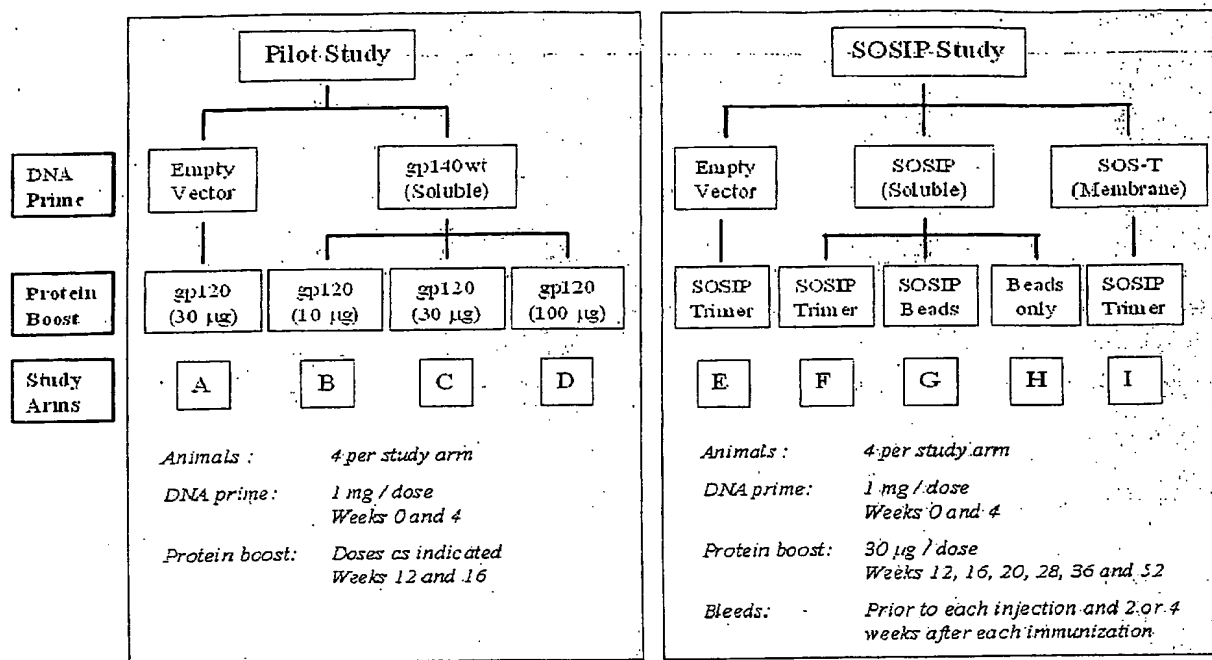 Pilot Study
DNA
Prime
Empty
Vector
gp140wt
(Soluble)
Protein
Boost
gp120
(30 µg)
gp120
(10 µg)
gp120
(30 µg)
gp120
(100 µg)
Study
Arms
A
B
C
D
Animals : 4 per study arm
DNA prime: 1 mg / dose
Weeks 0 and 4
Protein boost: Doses as indicated
Weeks 12 and 16
SOSIP Study
Empty
Vector
SOSIP
(Soluble)
SOS-T
(Membrane)
SOSIP
Trimer
SOSIP
Trimer
SOSIP
Beads
Beads
only
SOSIP
Trimer
E
F
G
H
I
Animals : 4 per study arm
DNA prime: 1 mg / dose
Weeks 0 and 4
Protein boost: 30 µg / dose
Weeks 12, 16, 20, 28, 36 and 52
Bleeds: Prior to each injection and 2 or 4
weeks after each immunization